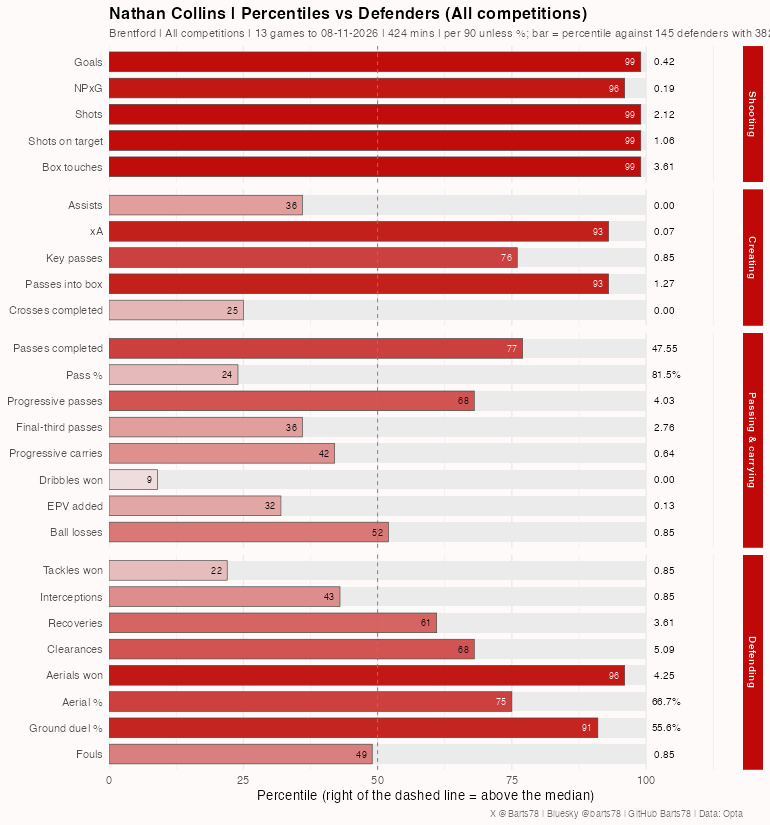 Nathan Collins | Percentiles vs Defenders (All competitions)
Brentford | All competitions | 13 games to 08-11-2026 | 424 mins | per 90 unless %; bar = percentile against 145 defenders with 382
Goals 99 0.42
NPxG 96 0.19
Shots 99 2.12
Shots on target 99 1.06
Box touches 99 3.61
Shooting
Assists 36 0.00
xA 93 0.07
Key passes 76 0.85
Passes into box 93 1.27
Crosses completed 25 0.00
Creating
Passes completed 77 47.55
Pass % 24 81.5%
Progressive passes 68 4.03
Final-third passes 36 2.76
Progressive carries 42 0.64
Dribbles won 9 0.00
EPV added 32 0.13
Ball losses 52 0.85
Passing & carrying
Tackles won 22 0.85
Interceptions 43 0.85
Recoveries 61 3.61
Clearances 68 5.09
Aerials won 96 4.25
Aerial % 75 66.7%
Ground duel % 91 55.6%
Fouls 49 0.85
Defending
0 25 50 75 100
Percentile (right of the dashed line = above the median)
X @Barts78 | Bluesky @barts78 | GitHub Barts78 | Data: Opta